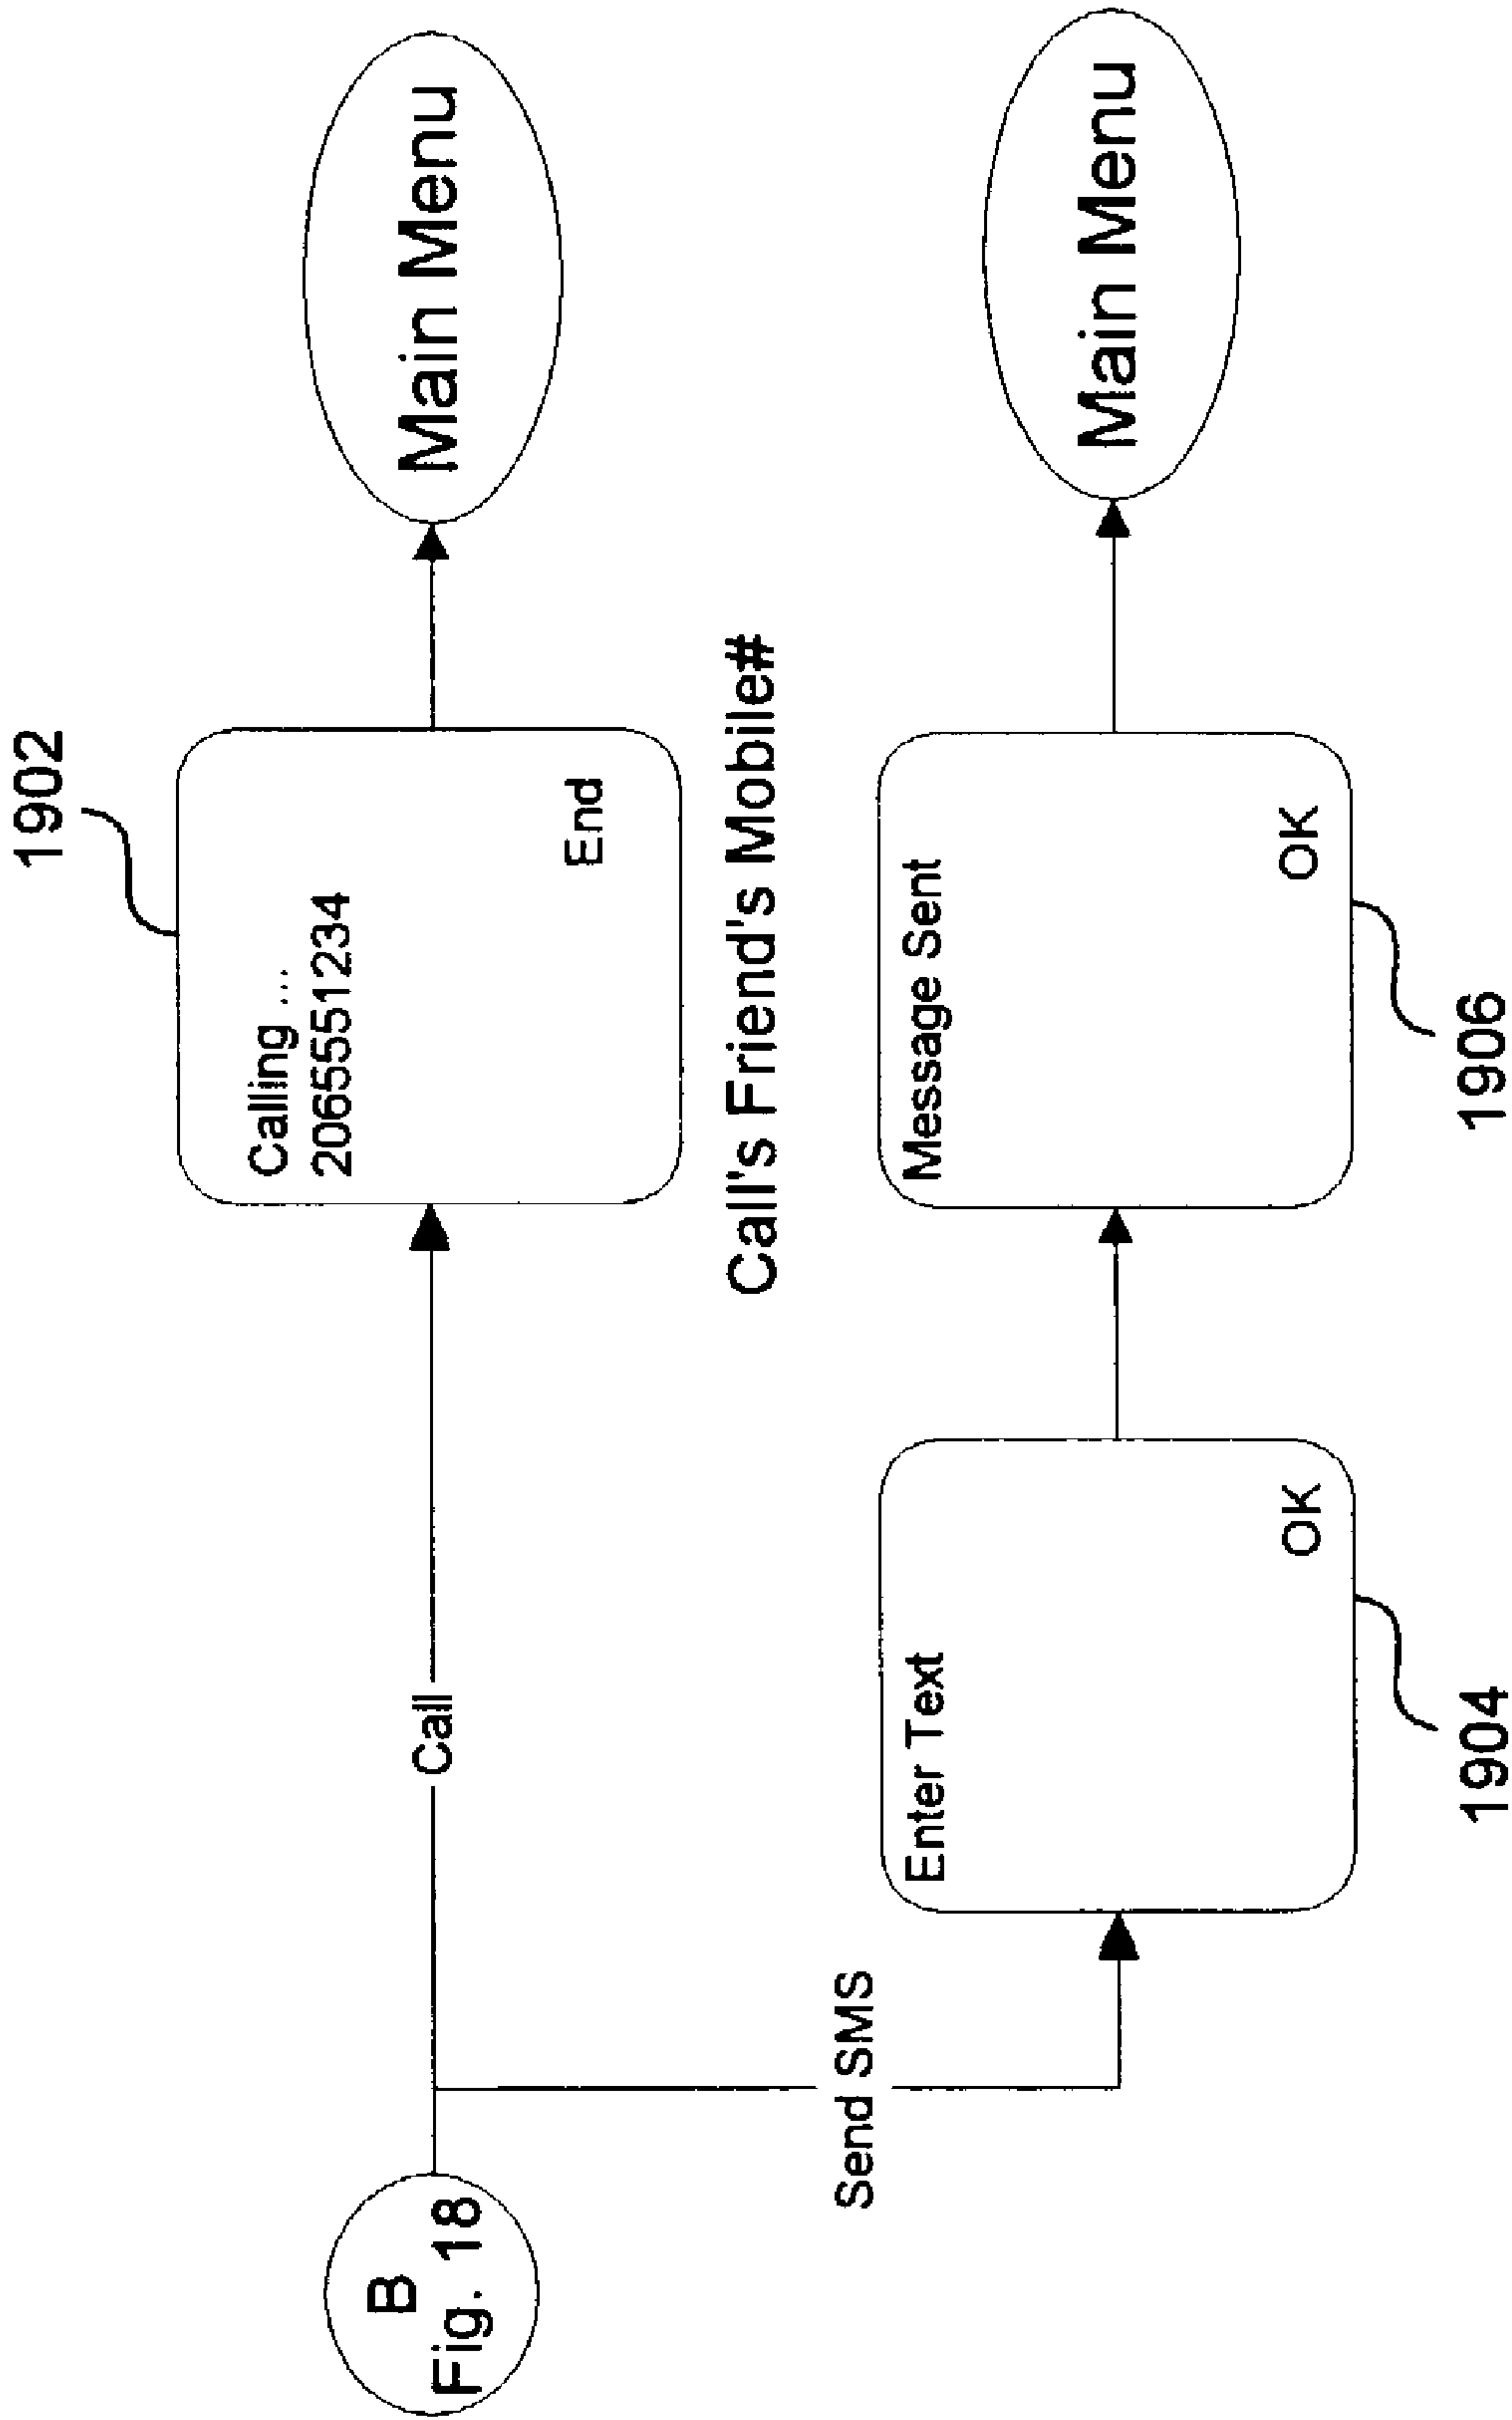 1902
B
Fig. 18
Call
Calling ...
2065551234
End
Main Menu
Call's Friend's Mobile#
Send SMS
Enter Text
OK
Message Sent
OK
Main Menu
1904
1906